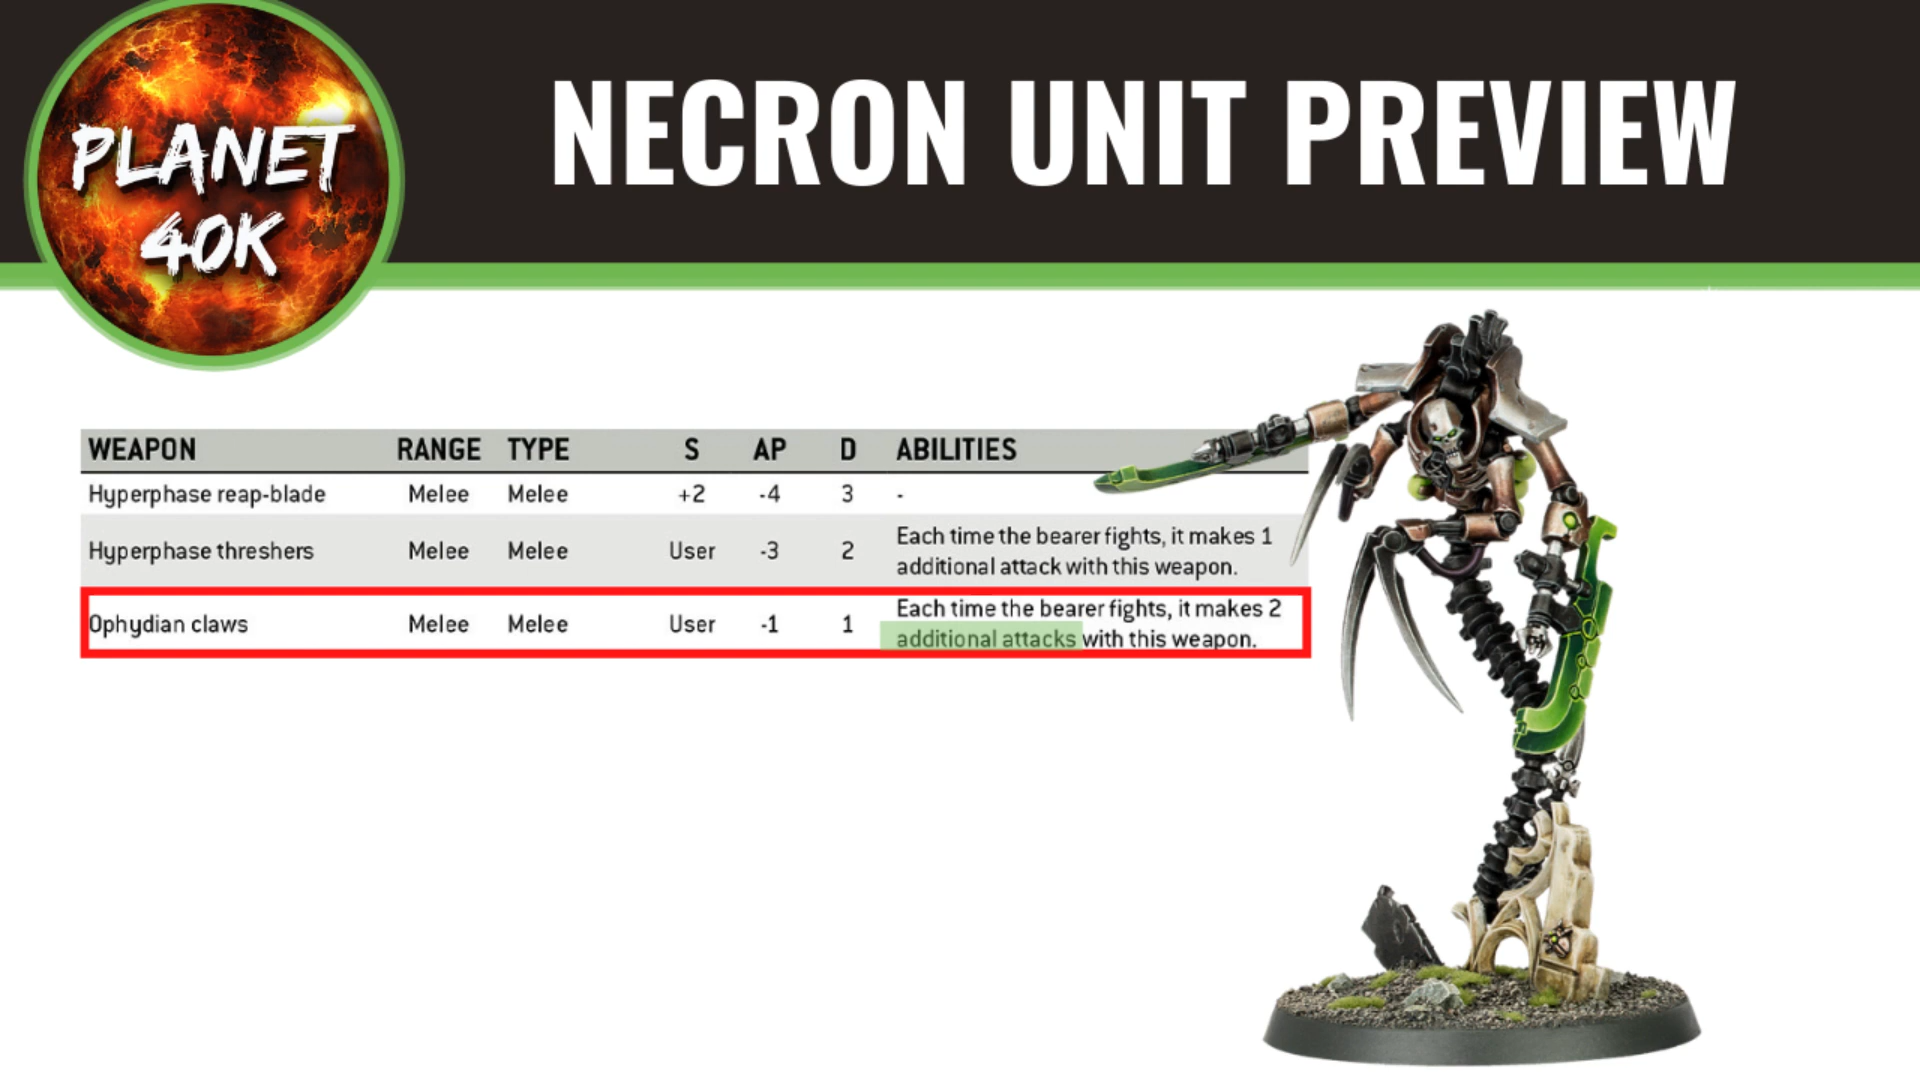 PLANET
40K
NECRON UNIT PREVIEW
WEAPON RANGE TYPE S AP D ABILITIES
Hyperphase reap-blade Melee Melee +2 -4 3 -
Hyperphase threshers Melee Melee User -3 2 Each time the bearer fights, it makes 1
additional attack with this weapon.
Ophydian claws Melee Melee User -1 1 Each time the bearer fights, it makes 2
additional attacks with this weapon.